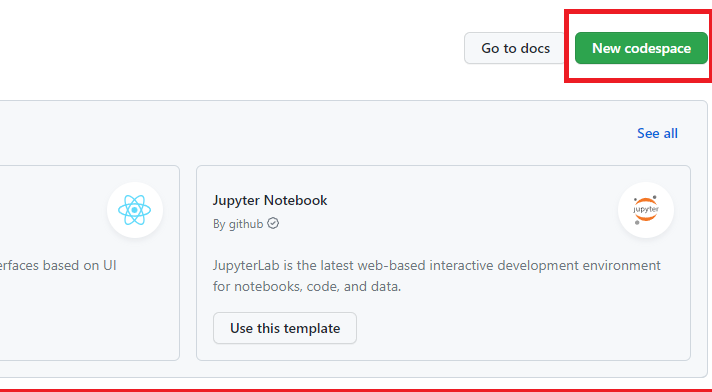 Go to docs
New codespace
See all
Jupyter Notebook
jupyter
By github
erfaces based on UI
JupyterLab is the latest web-based interactive development environment
for notebooks, code, and data.
Use this template